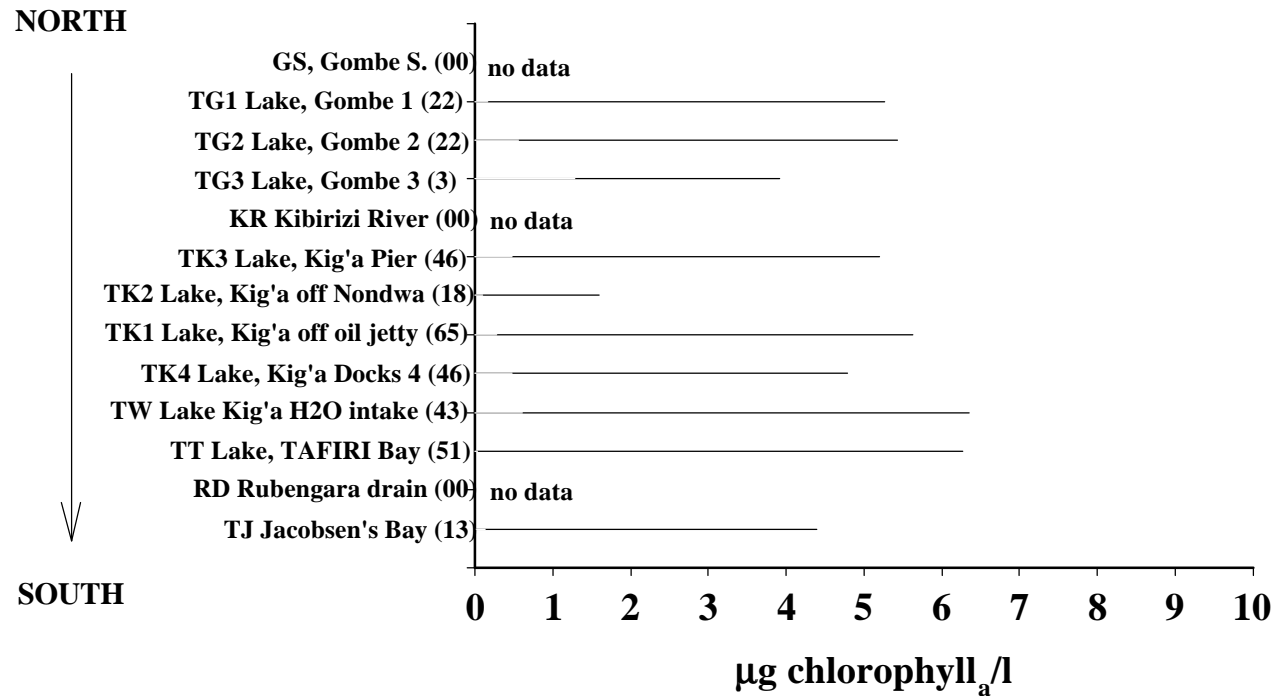 NORTH
GS, Gombe S. (00) no data
TG1 Lake, Gombe 1 (22)
TG2 Lake, Gombe 2 (22)
TG3 Lake, Gombe 3 (3)
KR Kibirizi River (00) no data
TK3 Lake, Kig'a Pier (46)
TK2 Lake, Kig'a off Nondwa (18)
TK1 Lake, Kig'a off oil jetty (65)
TK4 Lake, Kig'a Docks 4 (46)
TW Lake Kig'a H2O intake (43)
TT Lake, TAFIRI Bay (51)
RD Rubengara drain (00) no data
TJ Jacobsen's Bay (13)
SOUTH
0 1 2 3 4 5 6 7 8 9 10
µg chlorophyllₐ/l